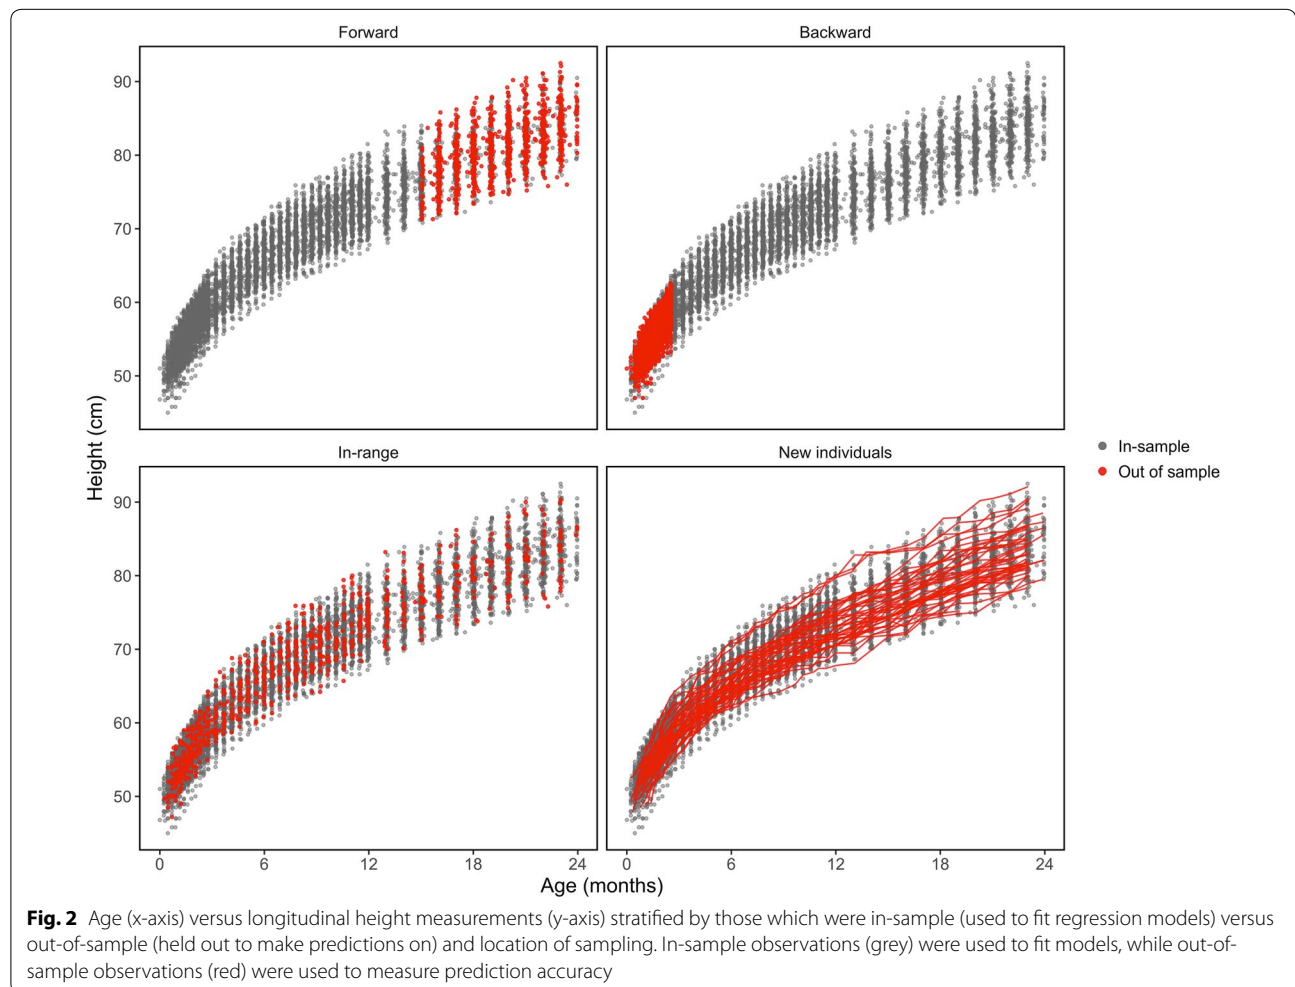 Forward
Backward
90
80
70
60
50
Height (cm)
In-range
New individuals
In-sample
Out of sample
90
80
70
60
50
0 6 12 18 24 0 6 12 18 24
Age (months)
Fig. 2 Age (x-axis) versus longitudinal height measurements (y-axis) stratified by those which were in-sample (used to fit regression models) versus
out-of-sample (held out to make predictions on) and location of sampling. In-sample observations (grey) were used to fit models, while out-of-
sample observations (red) were used to measure prediction accuracy